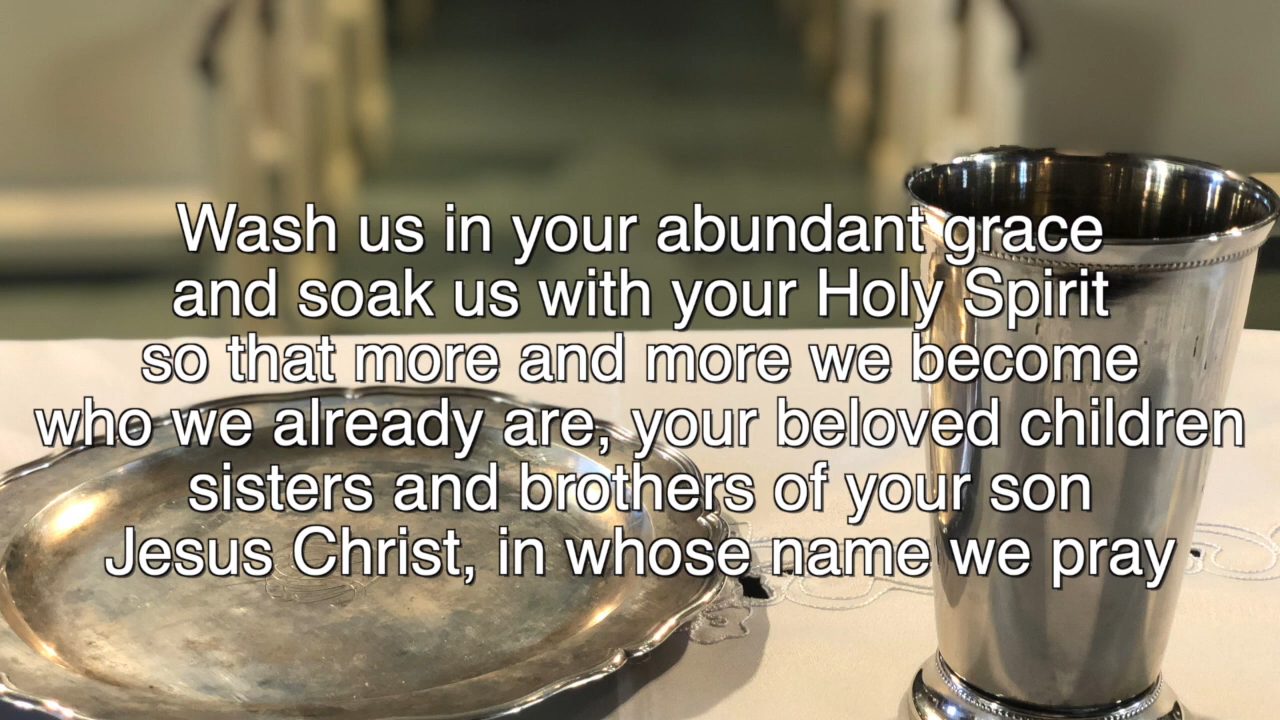 Wash us in your abundant grace
and soak us with your Holy Spirit
so that more and more we become
who we already are, your beloved children
sisters and brothers of your son
Jesus Christ, in whose name we pray